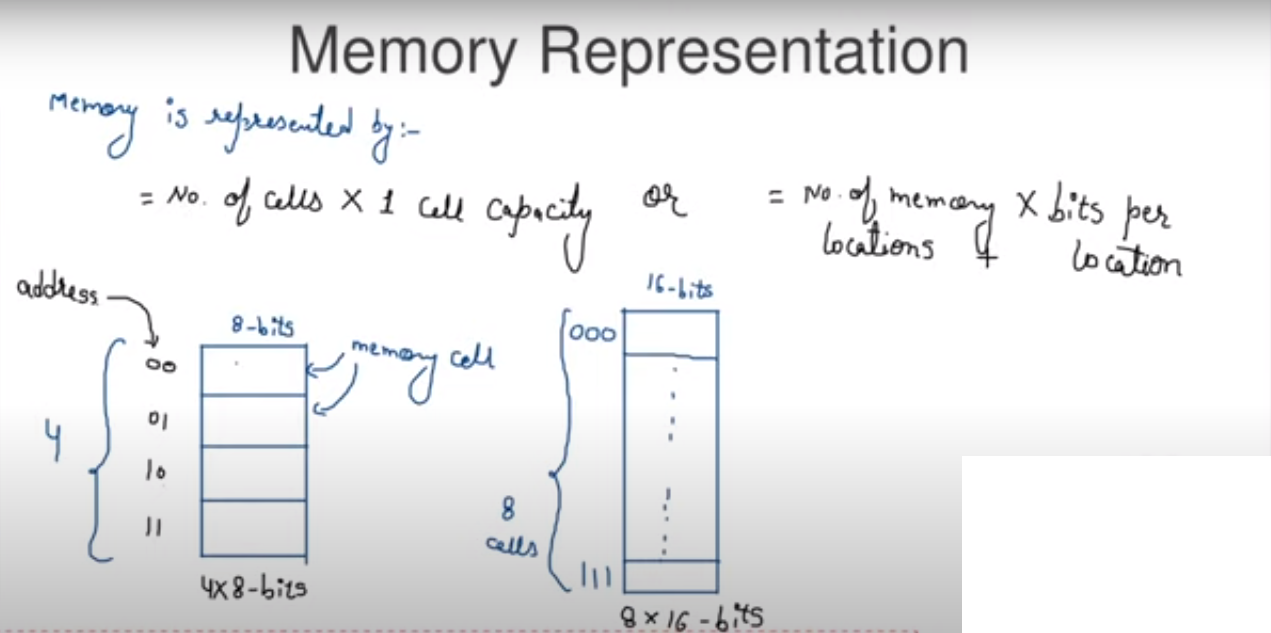 Memory Representation
Memory is represented by:-
= No. of cells X 1 cell capacity or = No. of memory X bits per
locations location
address
8-bits
memory cell
00
01
10
11
4
4X8-bits
16-bits
000
8
cells
111
8 x 16 - bits